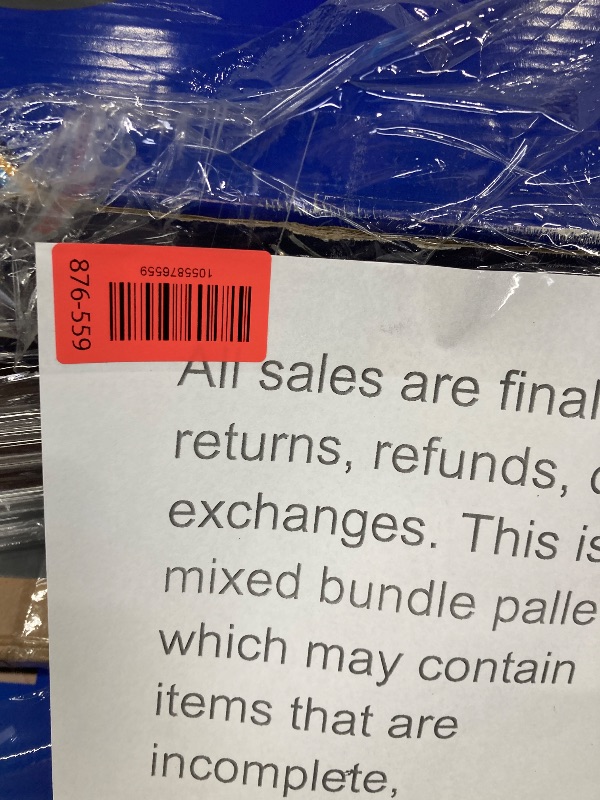 876-559
1055876559
All sales are final
returns, refunds,
exchanges. This is
mixed bundle palle
which may contain
items that are
incomplete,